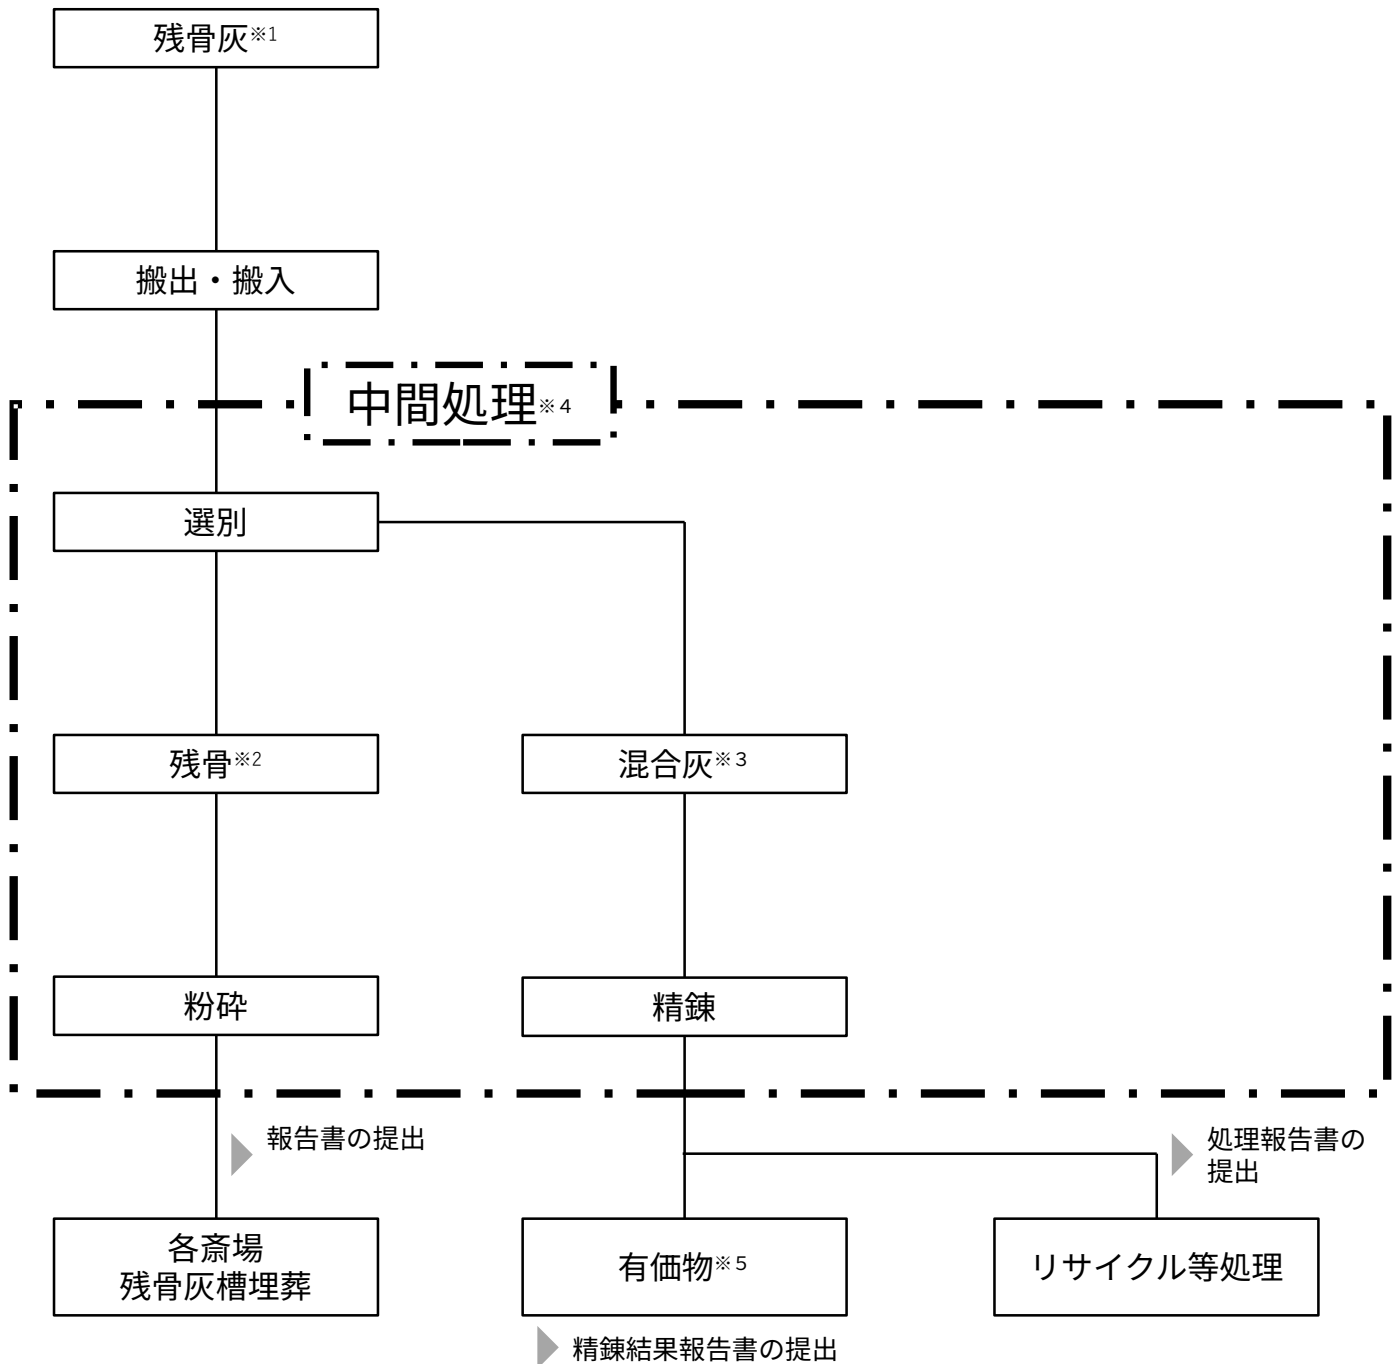 残骨灰※1
搬出・搬入
中間処理※４
選別
残骨※2
混合灰※３
粉砕
精錬
報告書の提出
処理報告書の
提出
各斎場
残骨灰槽埋葬
有価物※５
リサイクル等処理
精錬結果報告書の提出